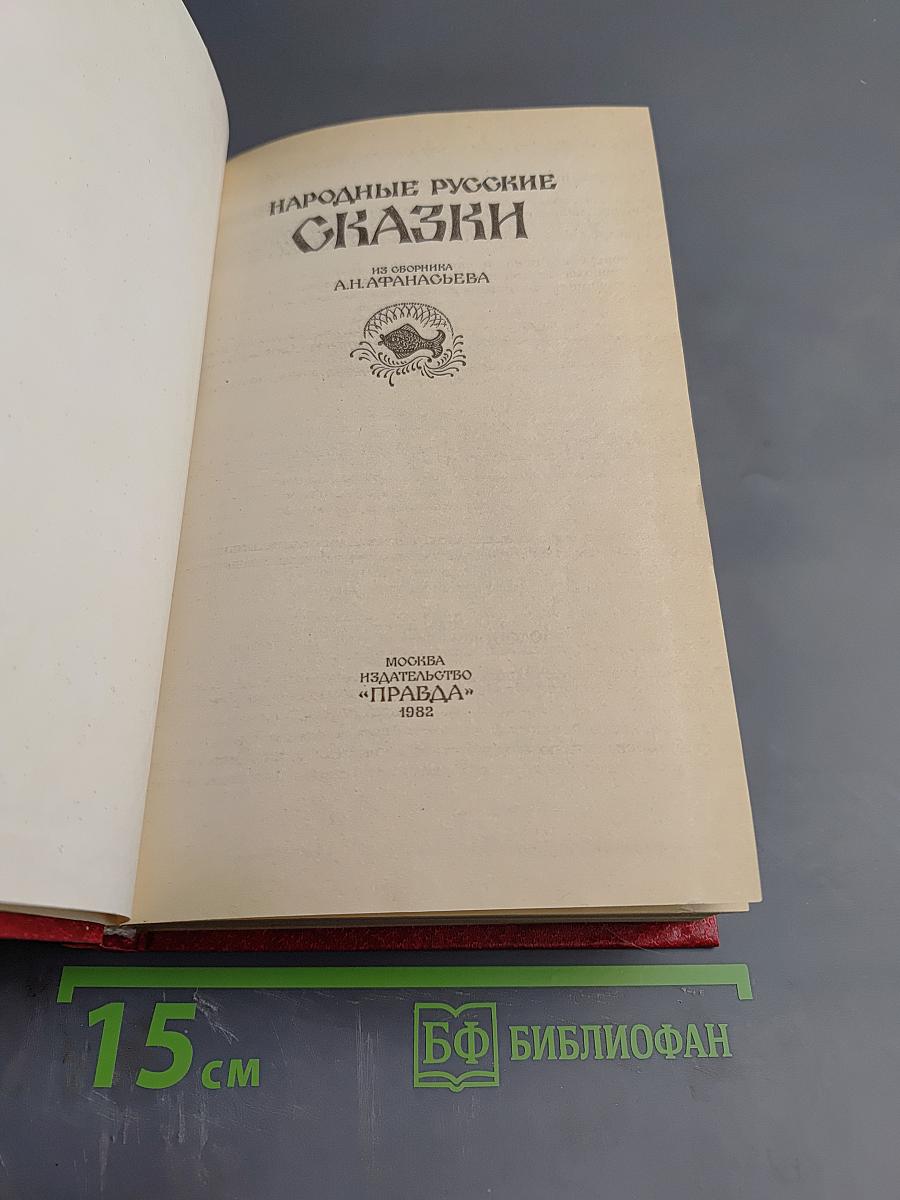 НАРОДНЫЕ РУССКИЕ
СКАЗКИ
ИЗ СБОРНИКА
А.Н.АФАНАСЬЕВА
МОСКВА
ИЗДАТЕЛЬСТВО
«ПРАВДА»
1982
15 см
БФ БИБЛИОФАН